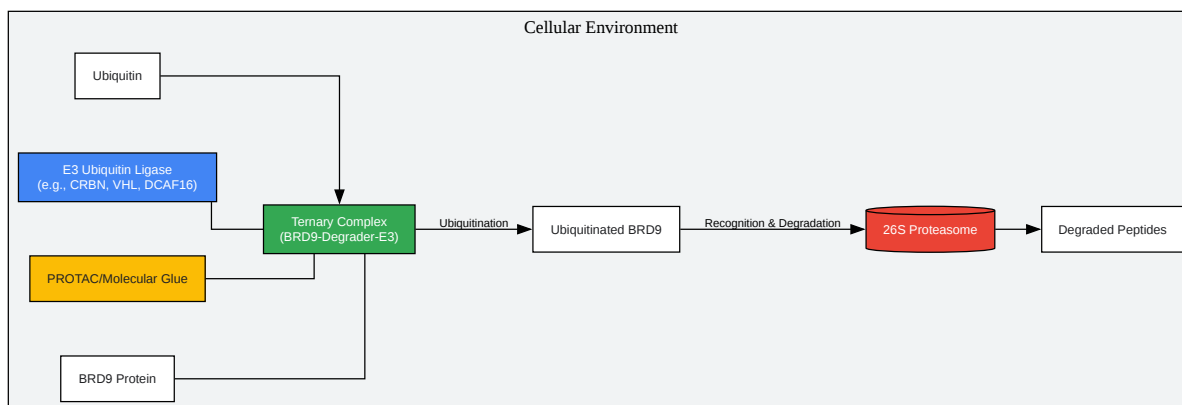 Cellular Environment
Ubiquitin
E3 Ubiquitin Ligase
(e.g., CRBN, VHL, DCAF16)
PROTAC/Molecular Glue
BRD9 Protein
Ternary Complex
(BRD9-Degrader-E3)
Ubiquitination
Ubiquitinated BRD9
Recognition & Degradation
26S Proteasome
Degraded Peptides